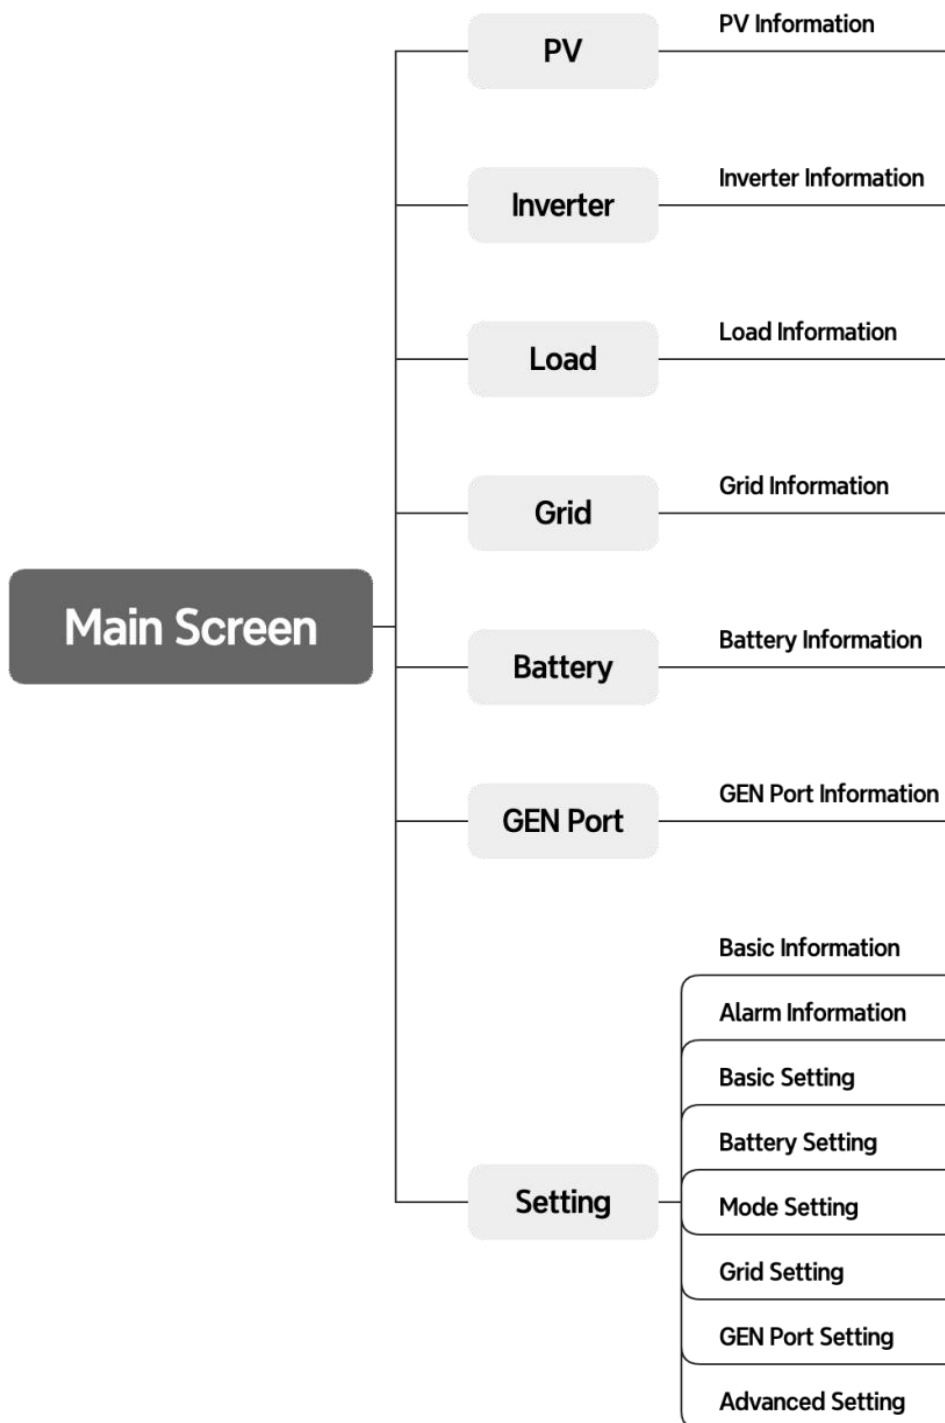 Main Screen
PV
PV Information
Inverter
Inverter Information
Load
Load Information
Grid
Grid Information
Battery
Battery Information
GEN Port
GEN Port Information
Setting
Basic Information
Alarm Information
Basic Setting
Battery Setting
Mode Setting
Grid Setting
GEN Port Setting
Advanced Setting